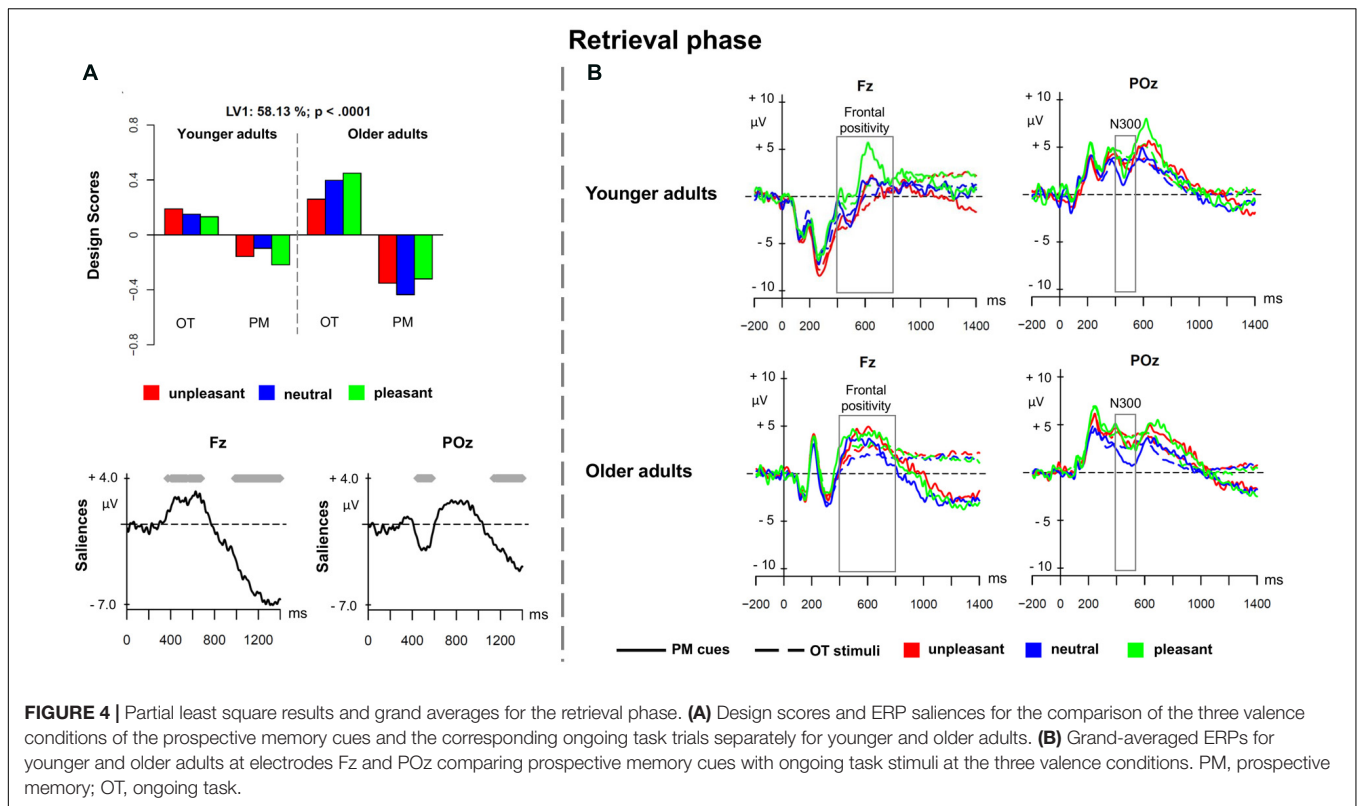 Retrieval phase
A
LV1: 58.13 %; p < .0001
Younger adults
Older adults
Design Scores
0.8
0.4
0
−0.4
−0.8
OT
PM
OT
PM
unpleasant
neutral
pleasant
Fz
+ 4.0
µV
Saliences
- 7.0
ms
0
400
800
1200
POz
+ 4.0
µV
Saliences
- 7.0
ms
0
400
800
1200
B
Younger adults
Fz
+ 10
µV
+ 5
- 5
- 10
Frontal
positivity
ms
−200
0
200
400
600
1000
1400
POz
+ 10
µV
+ 5
- 5
- 10
N300
ms
−200
0
200
400
600
1000
1400
Older adults
Fz
+ 10
µV
+ 5
- 5
- 10
Frontal
positivity
ms
−200
0
200
400
600
1000
1400
POz
+ 10
µV
+ 5
- 5
- 10
N300
ms
−200
0
200
400
600
1000
1400
PM cues
OT stimuli
unpleasant
neutral
pleasant
FIGURE 4 | Partial least square results and grand averages for the retrieval phase. (A) Design scores and ERP saliences for the comparison of the three valence
conditions of the prospective memory cues and the corresponding ongoing task trials separately for younger and older adults. (B) Grand-averaged ERPs for
younger and older adults at electrodes Fz and POz comparing prospective memory cues with ongoing task stimuli at the three valence conditions. PM, prospective
memory; OT, ongoing task.